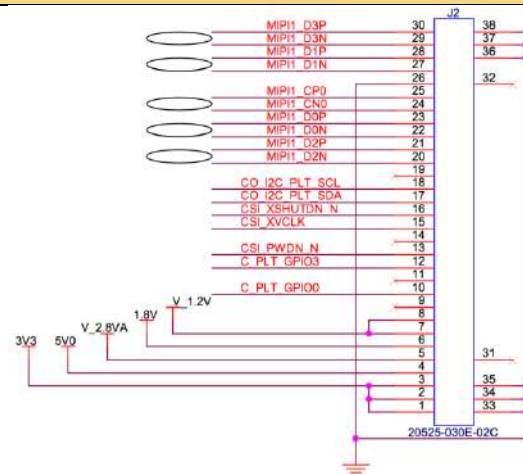 J2
MIPI1_D3P 30 38
MIPI1_D3N 29 37
MIPI1_D1P 28 36
MIPI1_D1N 27
26 32
MIPI1_CP0 25
MIPI1_CN0 24
MIPI1_D0P 23
MIPI1_D0N 22
MIPI1_D2P 21
MIPI1_D2N 20
19
CO_I2C_PLT_SCL 18
CO_I2C_PLT_SDA 17
CSI_XSHUTDN_N 16
CSI_XVCLK 15
14
CSI_PWDN_N 13
C_PLT_GPIO3 12
11
C_PLT_GPIO0 10
V_1.2V 9
1.8V 8
V_2.8VA 7
3V3 5V0 6
5 31
4
3 35
2 34
1 33
20525-030E-02C